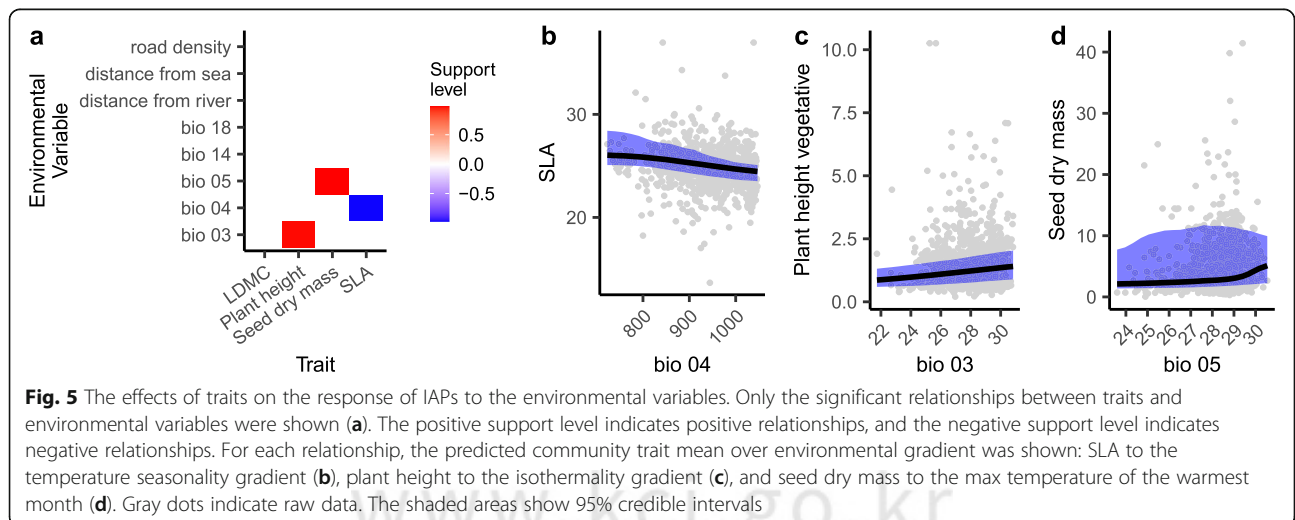 a
Environmental
Variable
road density
distance from sea
distance from river
bio 18
bio 14
bio 05
bio 04
bio 03
LDMC
Plant height
Seed dry mass
SLA
Trait
Support
level
0.5
0.0
−0.5
b
SLA
30
20
800
900
1000
bio 04
c
Plant height vegetative
10.0
7.5
5.0
2.5
0.0
22
24
26
28
30
bio 03
d
Seed dry mass
40
30
20
10
0
24
25
26
27
28
29
30
bio 05
Fig. 5 The effects of traits on the response of IAPs to the environmental variables. Only the significant relationships between traits and
environmental variables were shown (a). The positive support level indicates positive relationships, and the negative support level indicates
negative relationships. For each relationship, the predicted community trait mean over environmental gradient was shown: SLA to the
temperature seasonality gradient (b), plant height to the isothermality gradient (c), and seed dry mass to the max temperature of the warmest
month (d). Gray dots indicate raw data. The shaded areas show 95% credible intervals
www.kci.go.kr